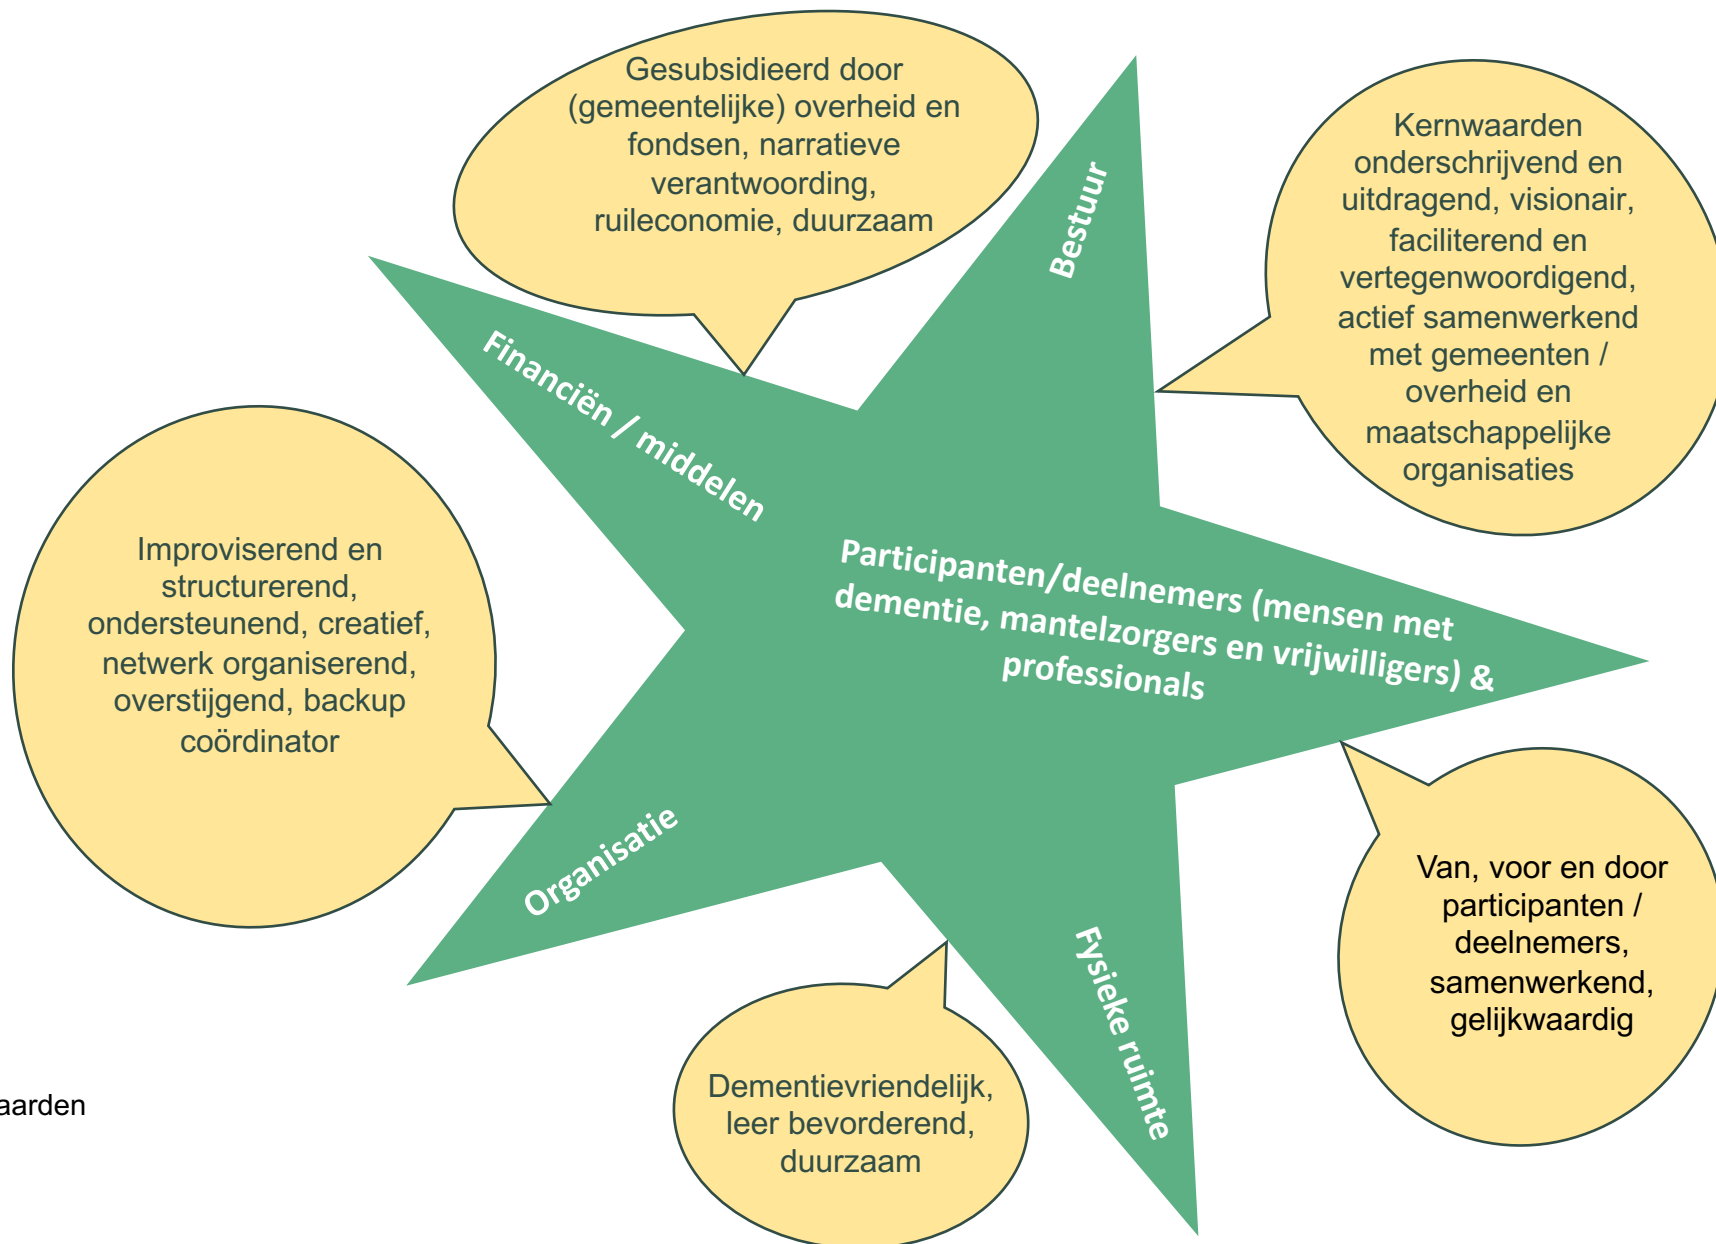 Gesubsidieerd door
(gemeentelijke) overheid en
fondsen, narratieve
verantwoording,
ruileconomie, duurzaam
Bestuur
Kernwaarden
onderschrijvend en
uitdragend, visionair,
faciliterend en
vertegenwoordigend,
actief samenwerkend
met gemeenten /
overheid en
maatschappelijke
organisaties
Financiën / middelen
Improviserend en
structurerend,
ondersteunend, creatief,
netwerk organiserend,
overstijgend, backup
coördinator
Participanten/deelnemers (mensen met
dementie, mantelzorgers en vrijwilligers) &
professionals
Organisatie
Van, voor en door
participanten /
deelnemers,
samenwerkend,
gelijkwaardig
Fysieke ruimte
Dementievriendelijk,
leer bevorderend,
duurzaam
aarden